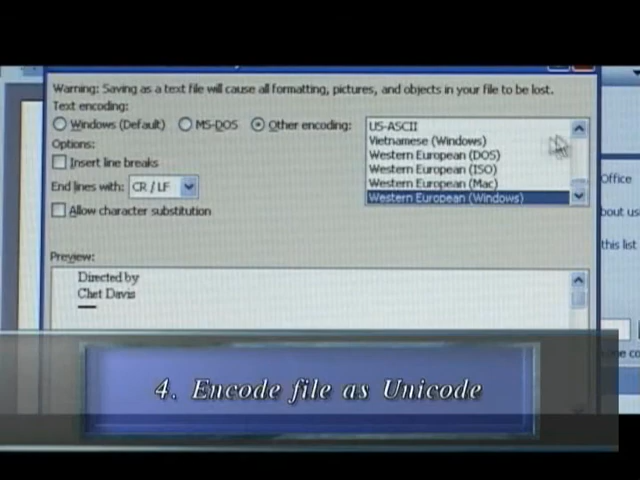 Warning: Saving as a text file will cause all formatting, pictures, and objects in your file to be lost.
Text encoding:
Windows (Default) MS-DOS Other encoding:
US-ASCII
Vietnamese (Windows)
Western European (DOS)
Western European (ISO)
Western European (Mac)
Western European (Windows)
Options:
Insert line breaks
End lines with: CR / LF
Allow character substitution
Office
bout us
this list
Preview:
Directed by
Chet Davis
4. Encode file as Unicode